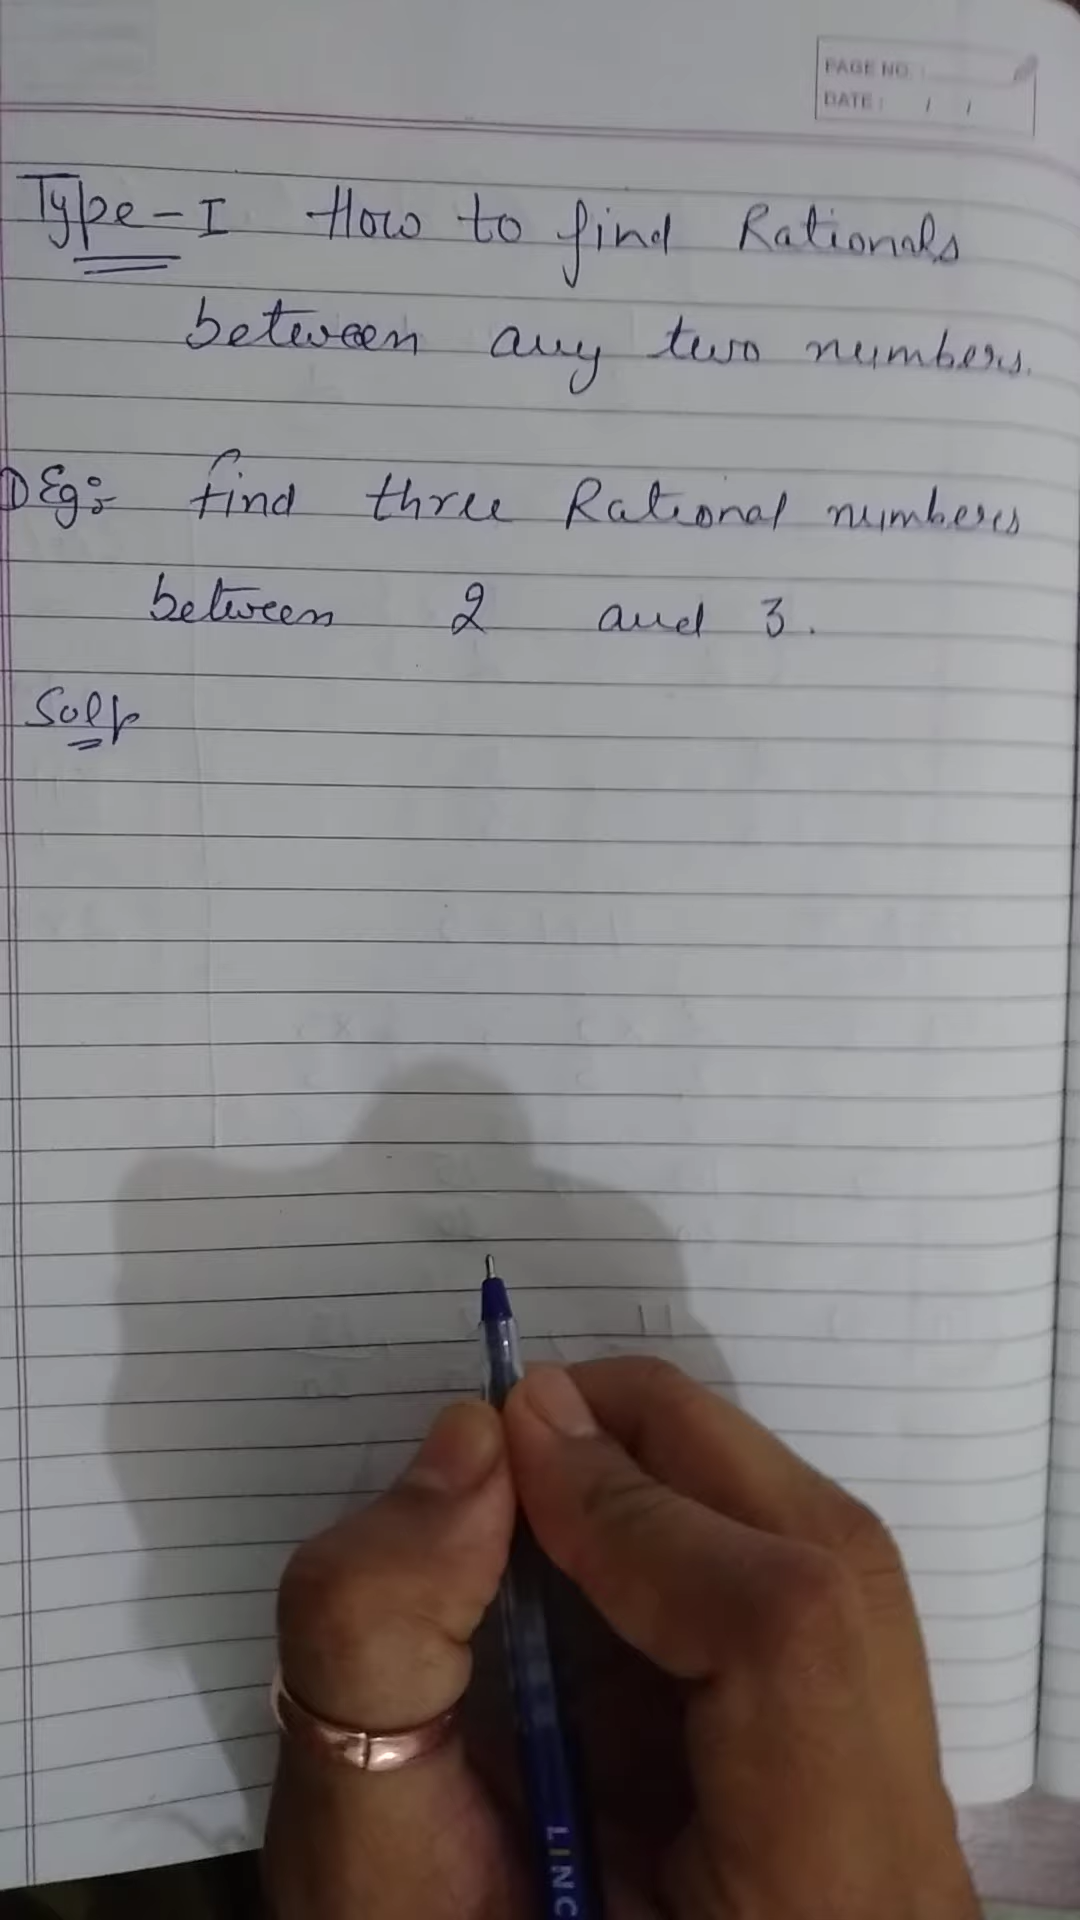 PAGE NO.:
DATE: / /
Type-I How to find Rationals
between any two numbers.
1) Eg:- find three Rational numbers
between 2 and 3.
Soln
LINC